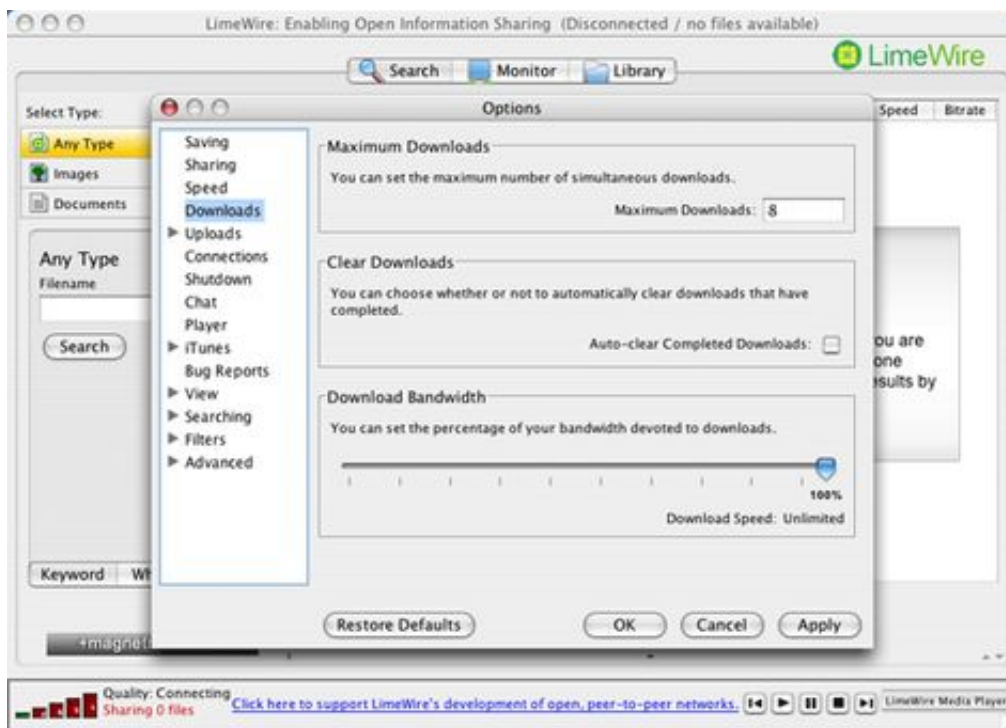 LimeWire: Enabling Open Information Sharing (Disconnected / no files available)
Search
Monitor
Library
LimeWire
Select Type:
Any Type
Images
Documents
Any Type
Filename
Search
Keyword
Speed
Bitrate
ou are
one
esults by
Options
Saving
Sharing
Speed
Downloads
Uploads
Connections
Shutdown
Chat
Player
iTunes
Bug Reports
View
Searching
Filters
Advanced
Maximum Downloads
You can set the maximum number of simultaneous downloads.
Maximum Downloads: 8
Clear Downloads
You can choose whether or not to automatically clear downloads that have
completed.
Auto-clear Completed Downloads:
Download Bandwidth
You can set the percentage of your bandwidth devoted to downloads.
100%
Download Speed: Unlimited
Restore Defaults
OK
Cancel
Apply
Quality: Connecting
Sharing 0 files
Click here to support LimeWire's development of open, peer-to-peer networks.
LimeWire Media Playe